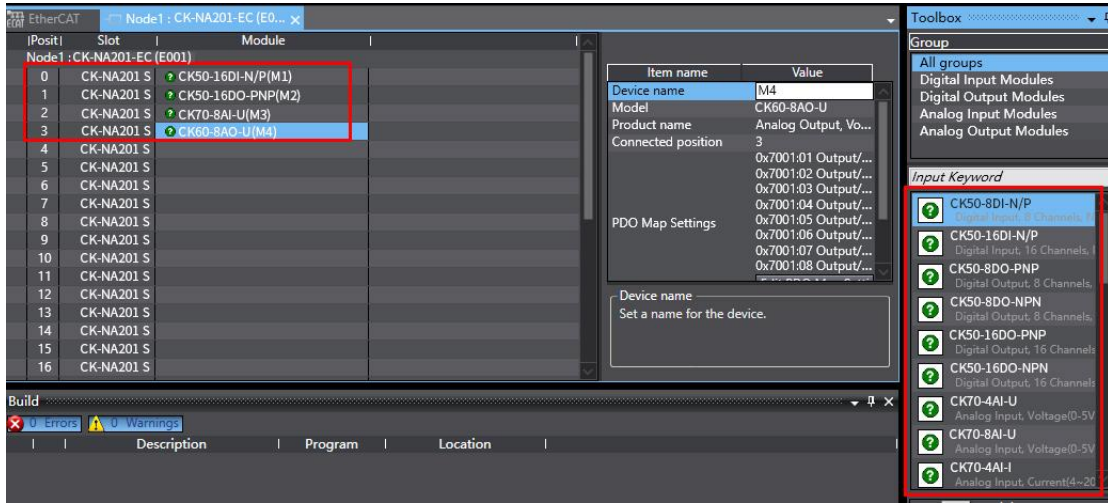 EtherCAT
Node1 : CK-NA201-EC (E0...
Posit | Slot | Module
Node1 :CK-NA201-EC (E001)
0 CK-NA201 S CK50-16DI-N/P(M1)
1 CK-NA201 S CK50-16DO-PNP(M2)
2 CK-NA201 S CK70-8AI-U(M3)
3 CK-NA201 S CK60-8AO-U(M4)
4 CK-NA201 S
5 CK-NA201 S
6 CK-NA201 S
7 CK-NA201 S
8 CK-NA201 S
9 CK-NA201 S
10 CK-NA201 S
11 CK-NA201 S
12 CK-NA201 S
13 CK-NA201 S
14 CK-NA201 S
15 CK-NA201 S
16 CK-NA201 S
Item name Value
Device name M4
Model CK60-8AO-U
Product name Analog Output, Vo...
Connected position 3
PDO Map Settings
0x7001:01 Output/...
0x7001:02 Output/...
0x7001:03 Output/...
0x7001:04 Output/...
0x7001:05 Output/...
0x7001:06 Output/...
0x7001:07 Output/...
0x7001:08 Output/...
Device name
Set a name for the device.
Build
0 Errors 0 Warnings
Description | Program | Location
Toolbox
Group
All groups
Digital Input Modules
Digital Output Modules
Analog Input Modules
Analog Output Modules
Input Keyword
CK50-8DI-N/P
Digital Input, 8 Channels,
CK50-16DI-N/P
Digital Input, 16 Channels,
CK50-8DO-PNP
Digital Output, 8 Channels,
CK50-8DO-NPN
Digital Output, 8 Channels,
CK50-16DO-PNP
Digital Output, 16 Channels
CK50-16DO-NPN
Digital Output, 16 Channels
CK70-4AI-U
Analog Input, Voltage(0-5V
CK70-8AI-U
Analog Input, Voltage(0-5V
CK70-4AI-I
Analog Input, Current(4~20